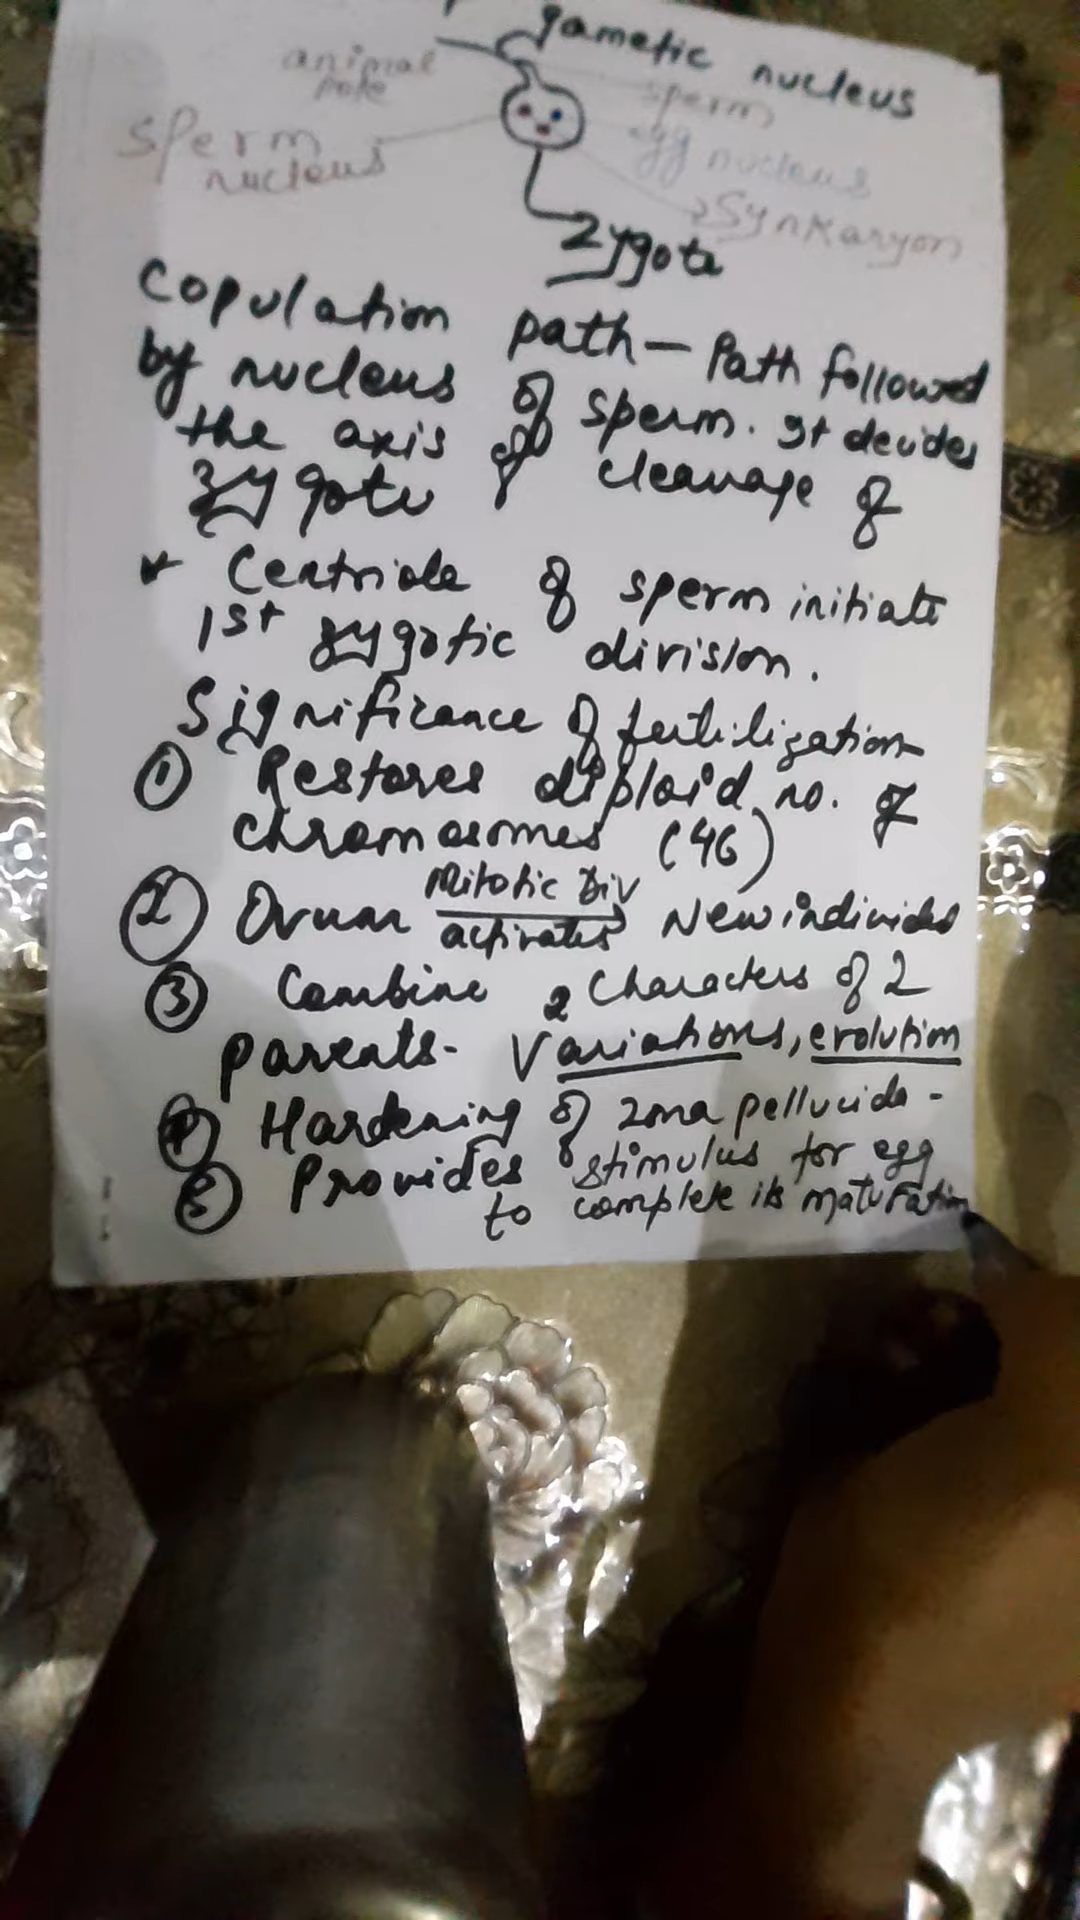 gametic nucleus
animal
pole
sperm
sperm
nucleus
egg nucleus
Synkaryon
Zygote
Copulation path - Path followed
by nucleus of sperm. It decides
the axis of cleavage of
zygote
* Centriole of sperm initiate
1st zygotic division.
Significance of fertilization
① Restores diploid no. of
chromosomes (46)
② Ovum Mitotic Div activates → New individual
③ Combine 2 characters of 2
parents - Variations, evolution
④ Hardening of zona pellucida -
⑤ Provides stimulus for egg
to complete its maturation